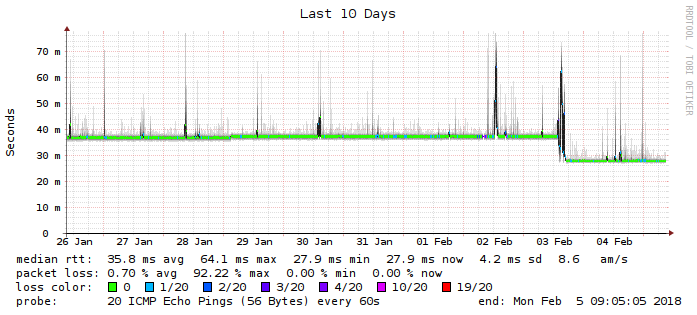 Last 10 Days
RRDTOOL / TOBI OETIKER
Seconds
70 m
60 m
50 m
40 m
30 m
20 m
10 m
0
26 Jan 27 Jan 28 Jan 29 Jan 30 Jan 31 Jan 01 Feb 02 Feb 03 Feb 04 Feb
median rtt: 35.8 ms avg 64.1 ms max 27.9 ms min 27.9 ms now 4.2 ms sd 8.6 am/s
packet loss: 0.70 % avg 92.22 % max 0.00 % min 0.00 % now
loss color: 0 1/20 2/20 3/20 4/20 10/20 19/20
probe: 20 ICMP Echo Pings (56 Bytes) every 60s end: Mon Feb 5 09:05:05 2018